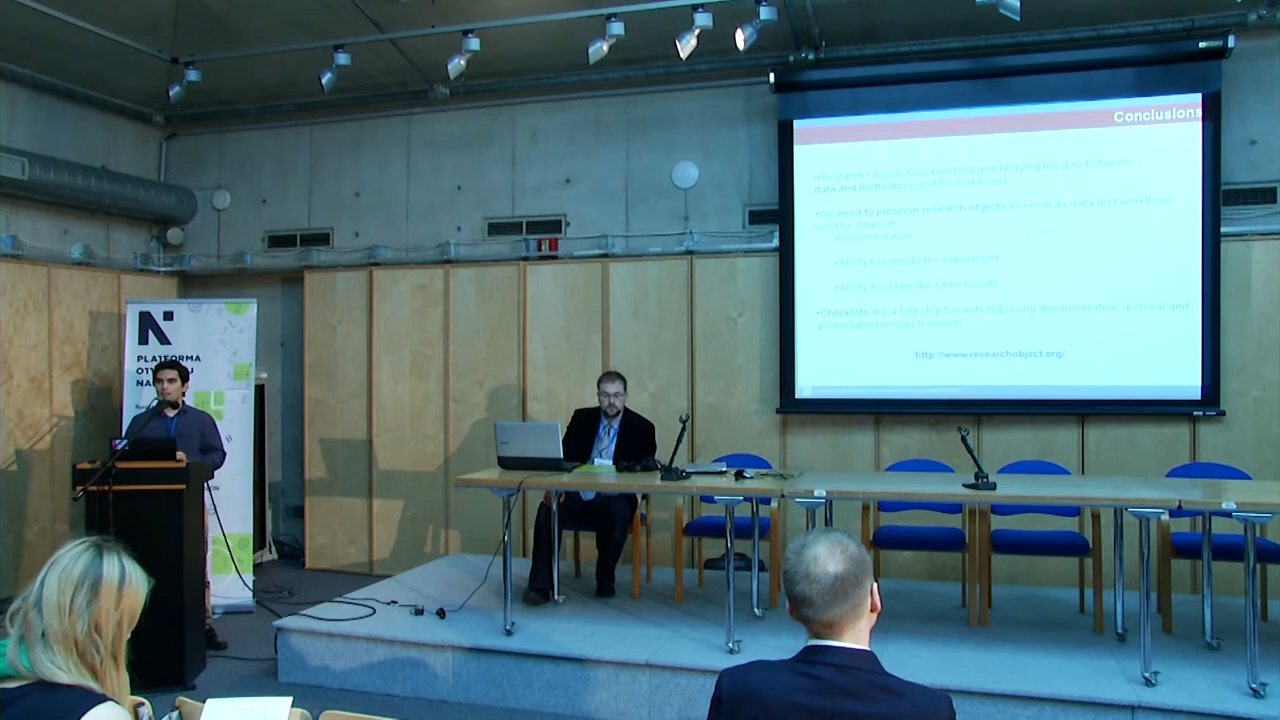 Conclusions
•Research Objects help building and bridging the gap between
data and methods (scientific workflows)
•We need to preserve research objects as much as data and workflows
used to obtain it!
•Documentation
•Ability to execute the experiment
•Ability to obtain the same results
•Checklists are a first step towards improving documentation, archival and
preservation research objects
http://www.researchobject.org/
N
PLATFORMA